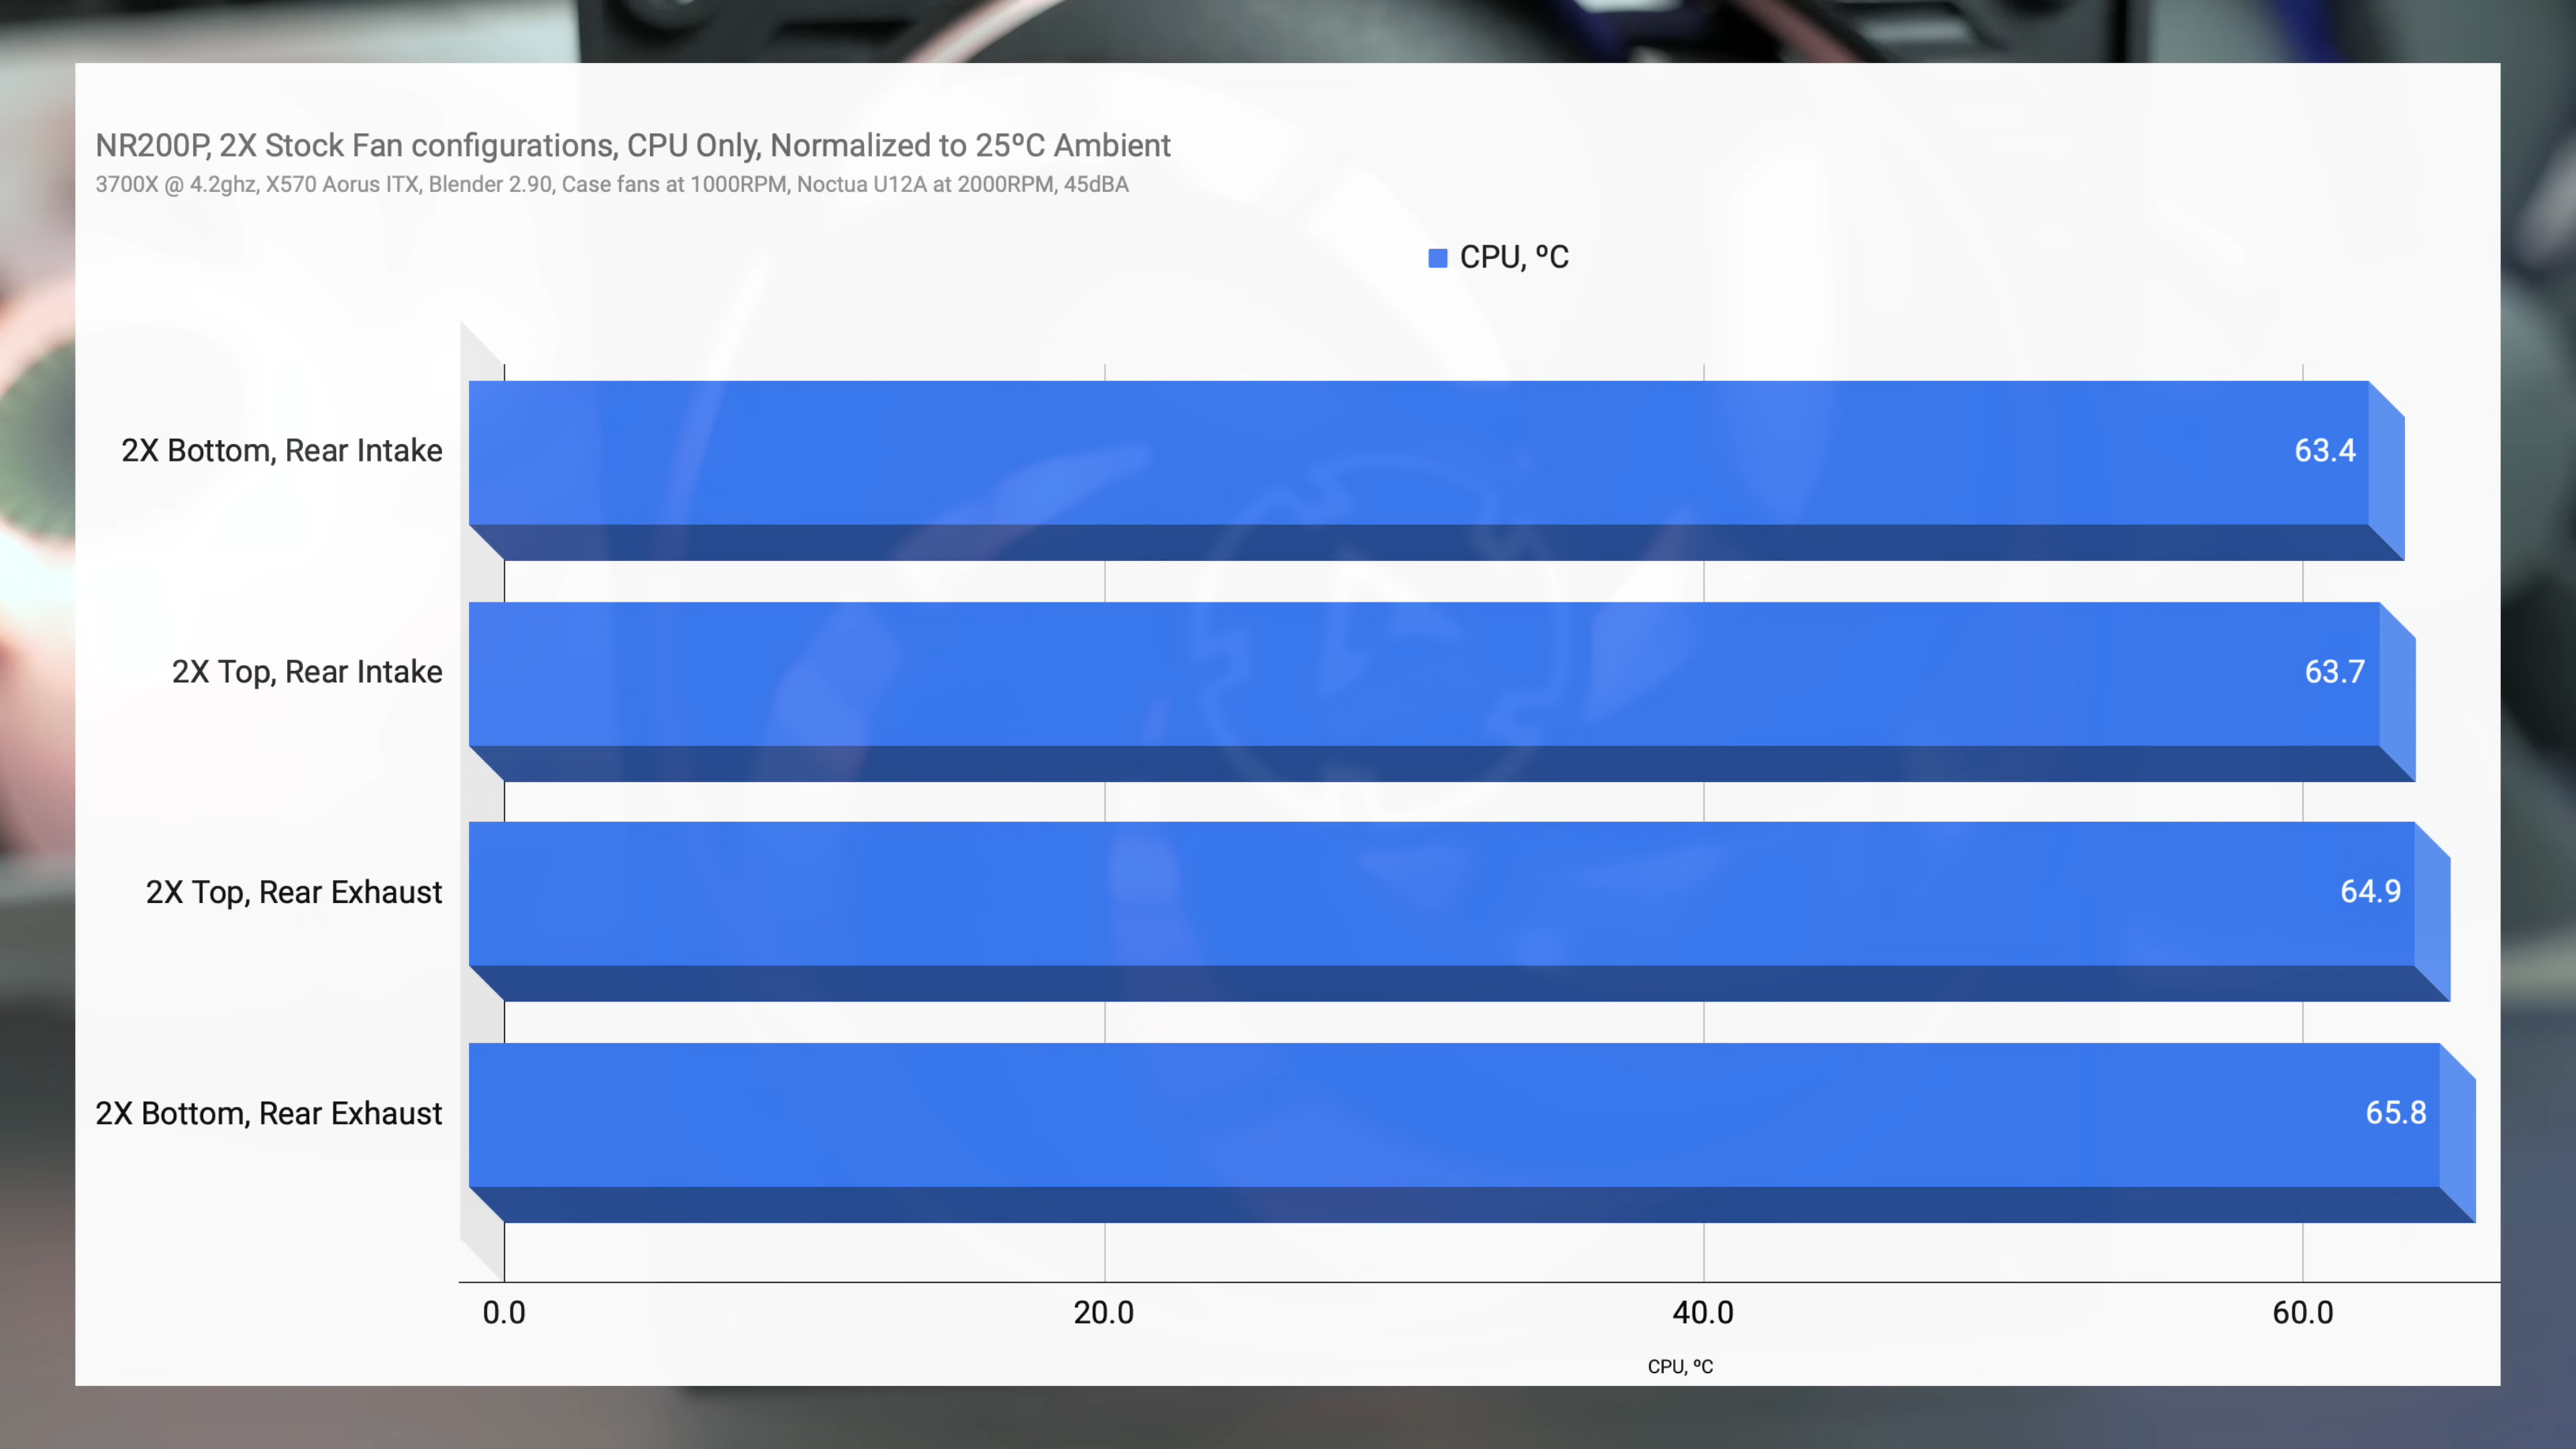 NR200P, 2X Stock Fan configurations, CPU Only, Normalized to 25ºC Ambient
3700X @ 4.2ghz, X570 Aorus ITX, Blender 2.90, Case fans at 1000RPM, Noctua U12A at 2000RPM, 45dBA
CPU, ºC
2X Bottom, Rear Intake 63.4
2X Top, Rear Intake 63.7
2X Top, Rear Exhaust 64.9
2X Bottom, Rear Exhaust 65.8
0.0 20.0 40.0 60.0
CPU, ºC